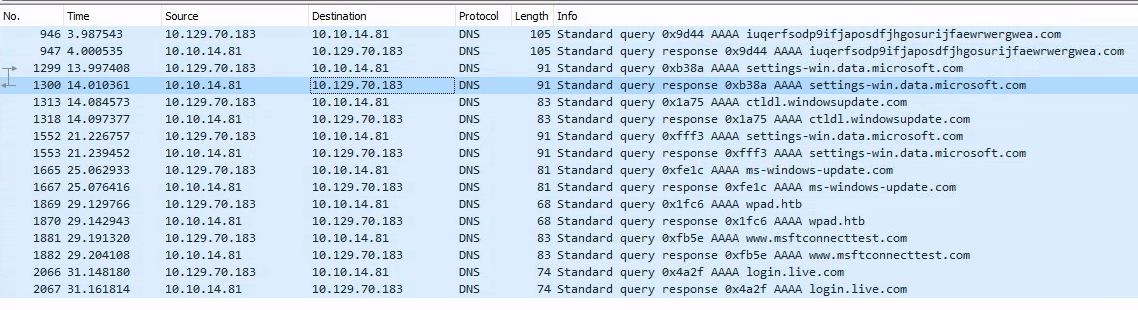 No. Time Source Destination Protocol Length Info
946 3.987543 10.129.70.183 10.10.14.81 DNS 105 Standard query 0x9d44 AAAA iuqerfsodp9ifjaposdfjhgosurijfaewrwergwea.com
947 4.000535 10.10.14.81 10.129.70.183 DNS 105 Standard query response 0x9d44 AAAA iuqerfsodp9ifjaposdfjhgosurijfaewrwergwea.com
1299 13.997408 10.129.70.183 10.10.14.81 DNS 91 Standard query 0xb38a AAAA settings-win.data.microsoft.com
1300 14.010361 10.10.14.81 10.129.70.183 DNS 91 Standard query response 0xb38a AAAA settings-win.data.microsoft.com
1313 14.084573 10.129.70.183 10.10.14.81 DNS 83 Standard query 0x1a75 AAAA ctldl.windowsupdate.com
1318 14.097377 10.10.14.81 10.129.70.183 DNS 83 Standard query response 0x1a75 AAAA ctldl.windowsupdate.com
1552 21.226757 10.129.70.183 10.10.14.81 DNS 91 Standard query 0xfff3 AAAA settings-win.data.microsoft.com
1553 21.239452 10.10.14.81 10.129.70.183 DNS 91 Standard query response 0xfff3 AAAA settings-win.data.microsoft.com
1665 25.062933 10.129.70.183 10.10.14.81 DNS 81 Standard query 0xfe1c AAAA ms-windows-update.com
1667 25.076416 10.10.14.81 10.129.70.183 DNS 81 Standard query response 0xfe1c AAAA ms-windows-update.com
1869 29.129766 10.129.70.183 10.10.14.81 DNS 68 Standard query 0x1fc6 AAAA wpad.htb
1870 29.142943 10.10.14.81 10.129.70.183 DNS 68 Standard query response 0x1fc6 AAAA wpad.htb
1881 29.191320 10.129.70.183 10.10.14.81 DNS 83 Standard query 0xfb5e AAAA www.msftconnecttest.com
1882 29.204108 10.10.14.81 10.129.70.183 DNS 83 Standard query response 0xfb5e AAAA www.msftconnecttest.com
2066 31.148180 10.129.70.183 10.10.14.81 DNS 74 Standard query 0x4a2f AAAA login.live.com
2067 31.161814 10.10.14.81 10.129.70.183 DNS 74 Standard query response 0x4a2f AAAA login.live.com